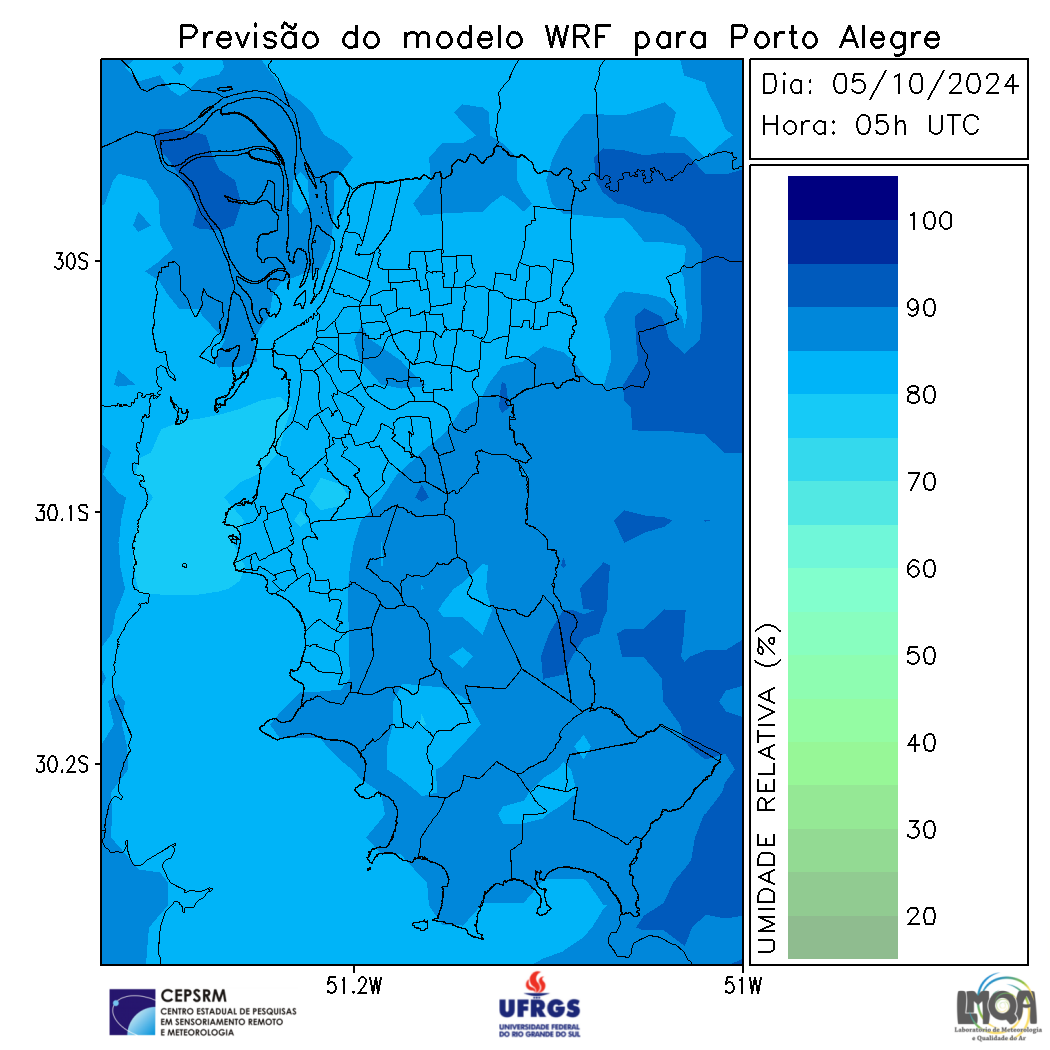 Previsão do modelo WRF para Porto Alegre
Dia: 05/10/2024
Hora: 05h UTC
30S
30.1S
30.2S
51.2W
51W
100
90
80
70
60
50
40
30
20
UMIDADE RELATIVA (%)
CEPSRM
CENTRO ESTADUAL DE PESQUISAS
EM SENSORIAMENTO REMOTO
E METEOROLOGIA
UFRGS
UNIVERSIDADE FEDERAL
DO RIO GRANDE DO SUL
LMQA
Laboratório de Meteorologia
e Qualidade do Ar